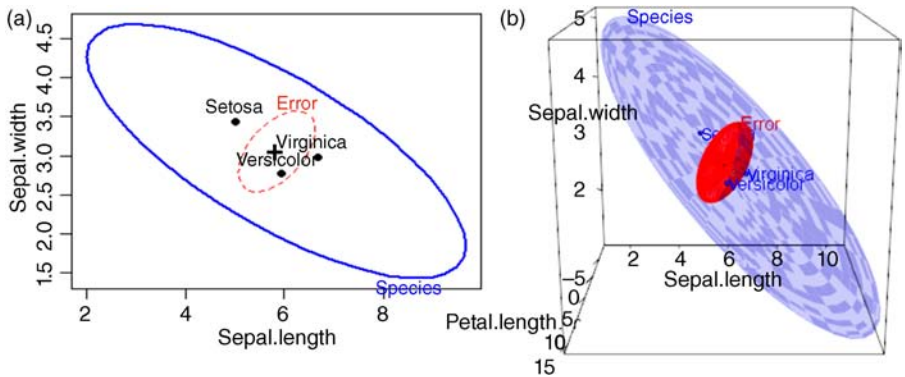 (a)
Sepal.width
4.5
4.0
3.5
3.0
2.5
2.0
1.5
Setosa
Error
Virginica
Versicolor
Species
2 4 6 8
Sepal.length
(b)
Species
5
4
Sepal.width
3
2
Error
Virginica
Versicolor
2 4 6 8 10
Sepal.length
−5
0
5
10
15
Petal.length